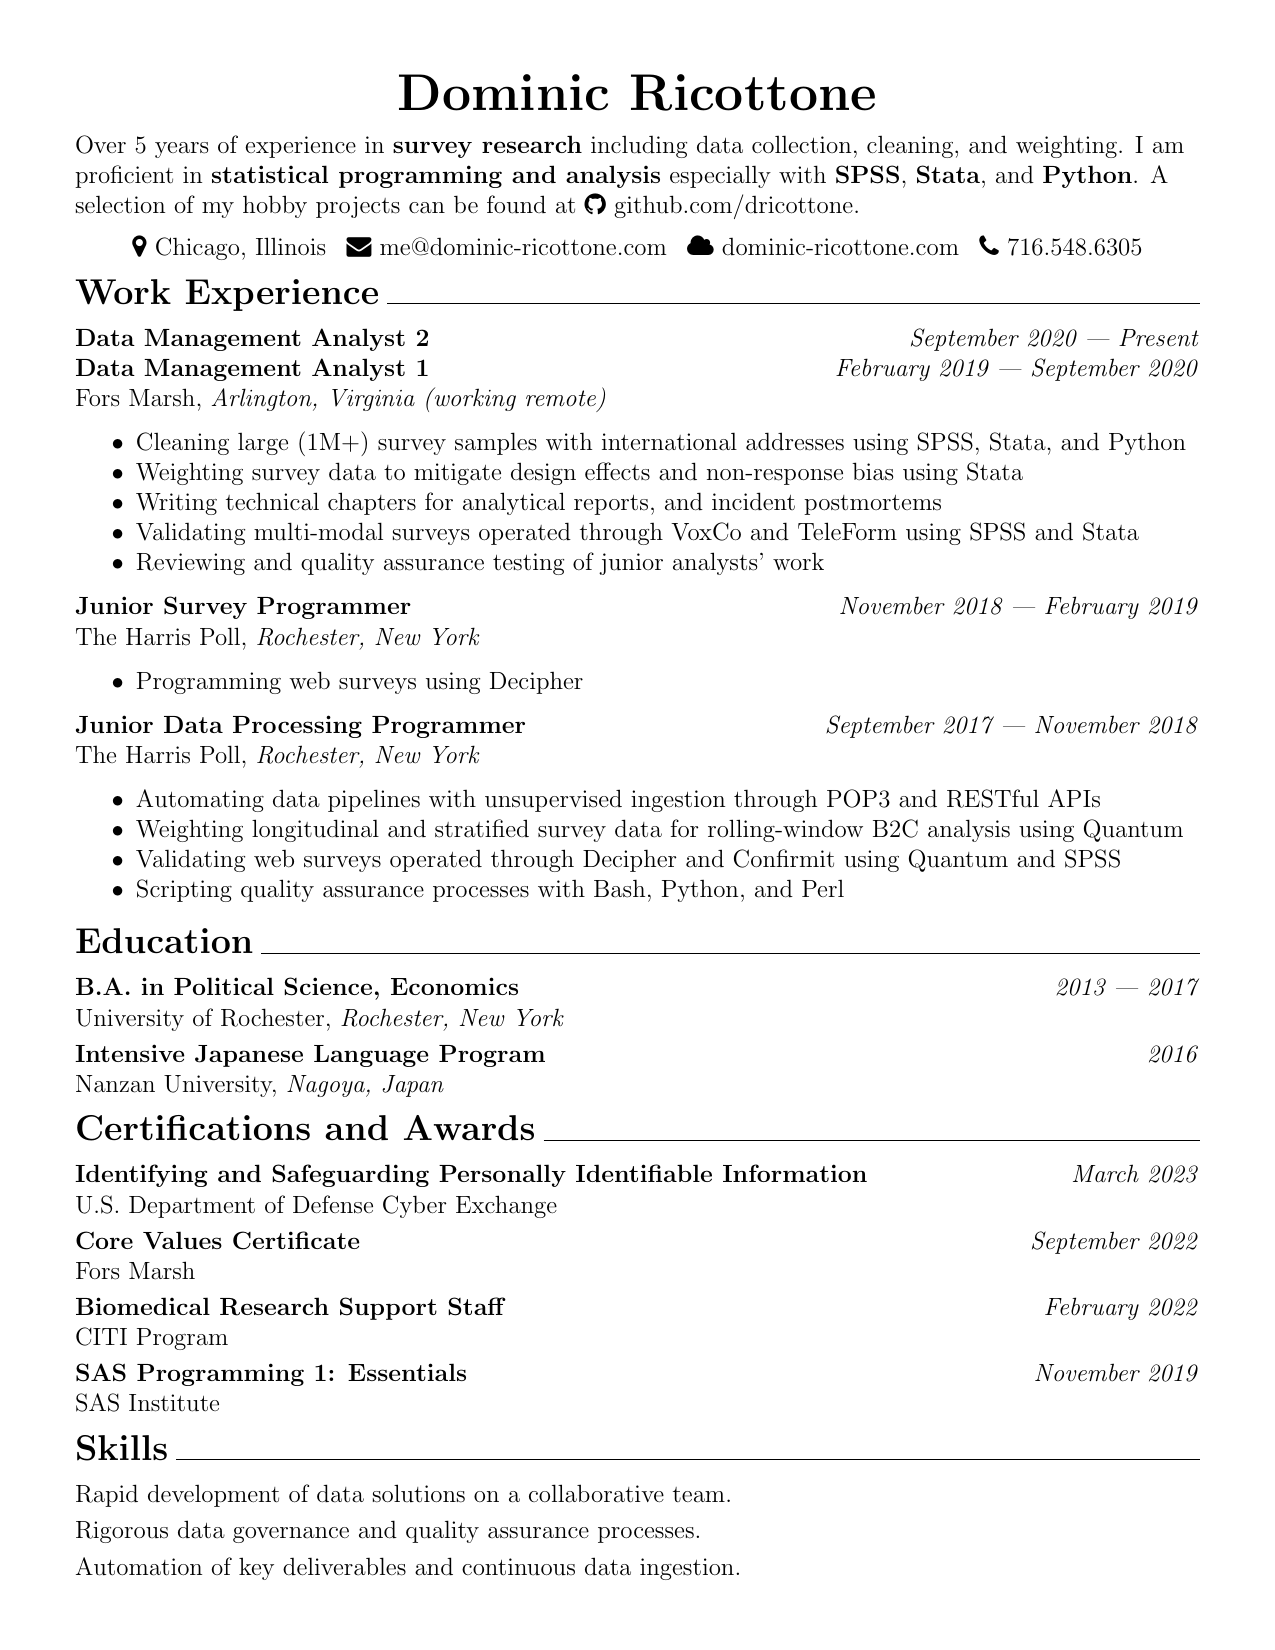 Dominic Ricottone
Over 5 years of experience in survey research including data collection, cleaning, and weighting. I am
proficient in statistical programming and analysis especially with SPSS, Stata, and Python. A
selection of my hobby projects can be found at github.com/dricottone.
Chicago, Illinois me@dominic-ricottone.com dominic-ricottone.com 716.548.6305
Work Experience
Data Management Analyst 2 September 2020 — Present
Data Management Analyst 1 February 2019 — September 2020
Fors Marsh, Arlington, Virginia (working remote)
• Cleaning large (1M+) survey samples with international addresses using SPSS, Stata, and Python
• Weighting survey data to mitigate design effects and non-response bias using Stata
• Writing technical chapters for analytical reports, and incident postmortems
• Validating multi-modal surveys operated through VoxCo and TeleForm using SPSS and Stata
• Reviewing and quality assurance testing of junior analysts' work
Junior Survey Programmer November 2018 — February 2019
The Harris Poll, Rochester, New York
• Programming web surveys using Decipher
Junior Data Processing Programmer September 2017 — November 2018
The Harris Poll, Rochester, New York
• Automating data pipelines with unsupervised ingestion through POP3 and RESTful APIs
• Weighting longitudinal and stratified survey data for rolling-window B2C analysis using Quantum
• Validating web surveys operated through Decipher and Confirmit using Quantum and SPSS
• Scripting quality assurance processes with Bash, Python, and Perl
Education
B.A. in Political Science, Economics 2013 — 2017
University of Rochester, Rochester, New York
Intensive Japanese Language Program 2016
Nanzan University, Nagoya, Japan
Certifications and Awards
Identifying and Safeguarding Personally Identifiable Information March 2023
U.S. Department of Defense Cyber Exchange
Core Values Certificate September 2022
Fors Marsh
Biomedical Research Support Staff February 2022
CITI Program
SAS Programming 1: Essentials November 2019
SAS Institute
Skills
Rapid development of data solutions on a collaborative team.
Rigorous data governance and quality assurance processes.
Automation of key deliverables and continuous data ingestion.